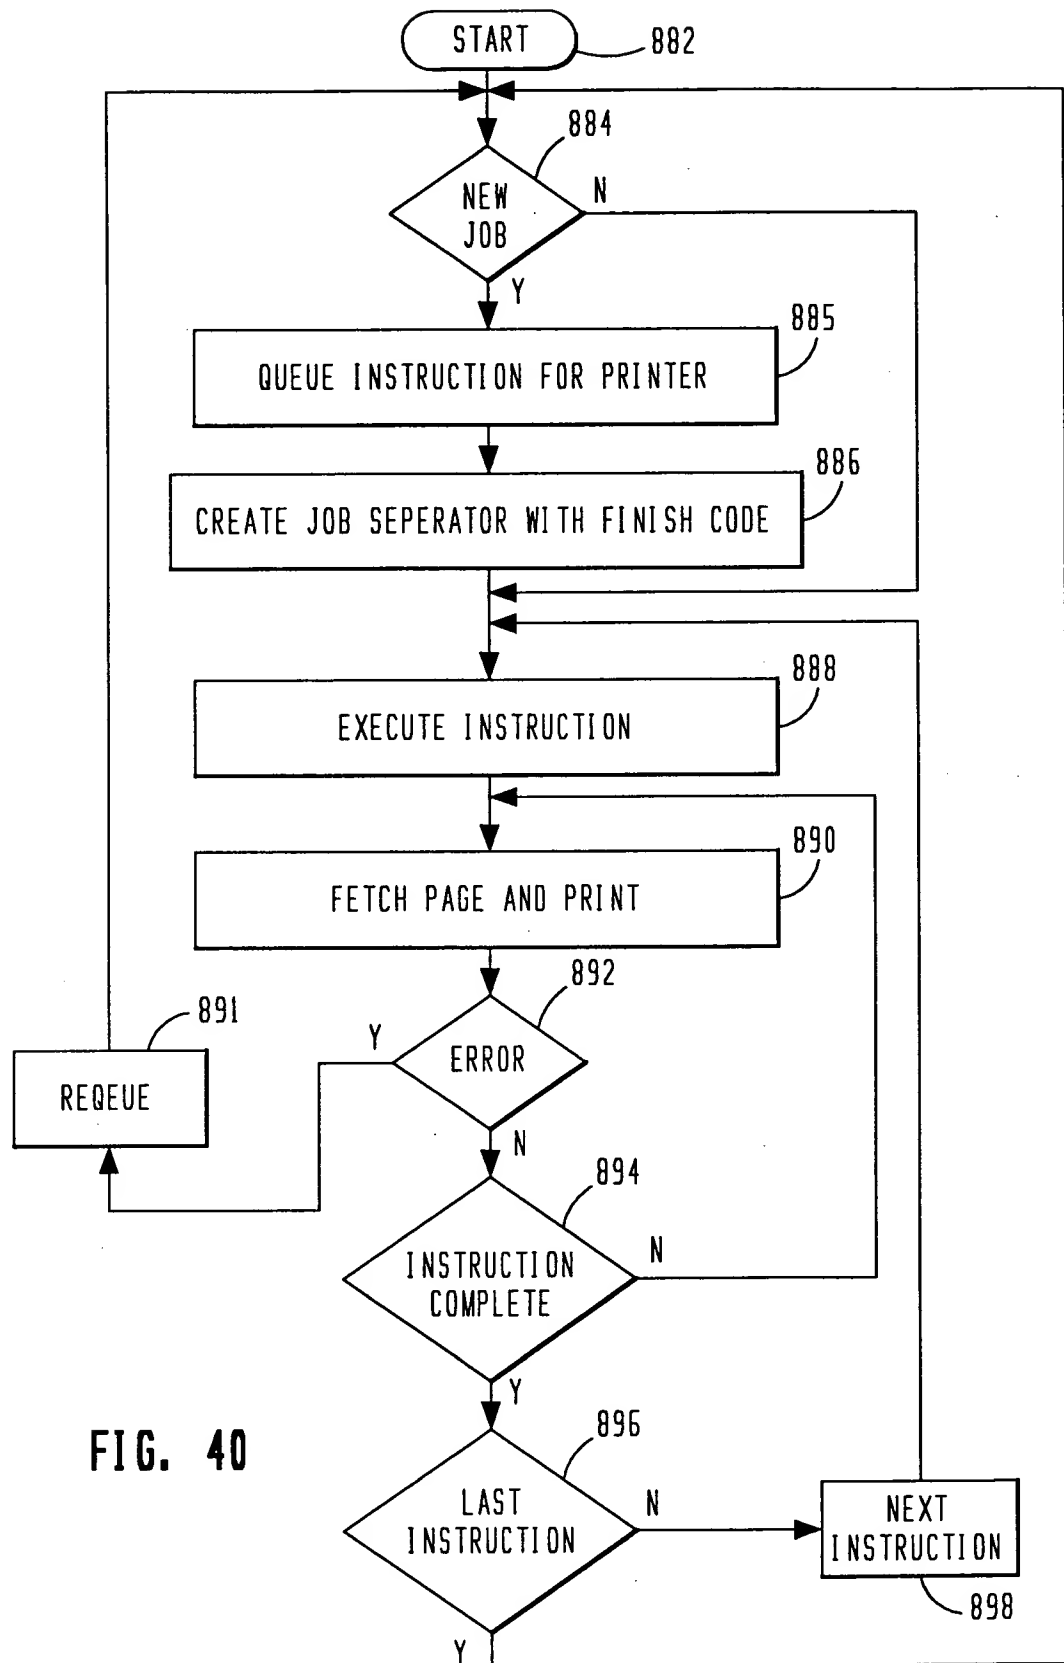 START
882
884
NEW
JOB
N
Y
885
QUEUE INSTRUCTION FOR PRINTER
886
CREATE JOB SEPERATOR WITH FINISH CODE
888
EXECUTE INSTRUCTION
890
FETCH PAGE AND PRINT
892
891
Y
ERROR
REQEUE
N
894
N
INSTRUCTION
COMPLETE
Y
896
FIG. 40
LAST
INSTRUCTION
N
NEXT
INSTRUCTION
898
Y